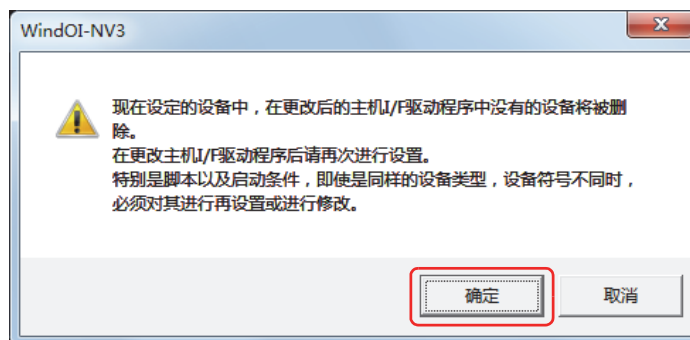 WindOI-NV3
现在设定的设备中，在更改后的主机I/F驱动程序中没有的设备将被删
除。
在更改主机I/F驱动程序后请再次进行设置。
特别是脚本以及启动条件，即使是同样的设备类型，设备符号不同时，
必须对其进行再设置或进行修改。
确定
取消